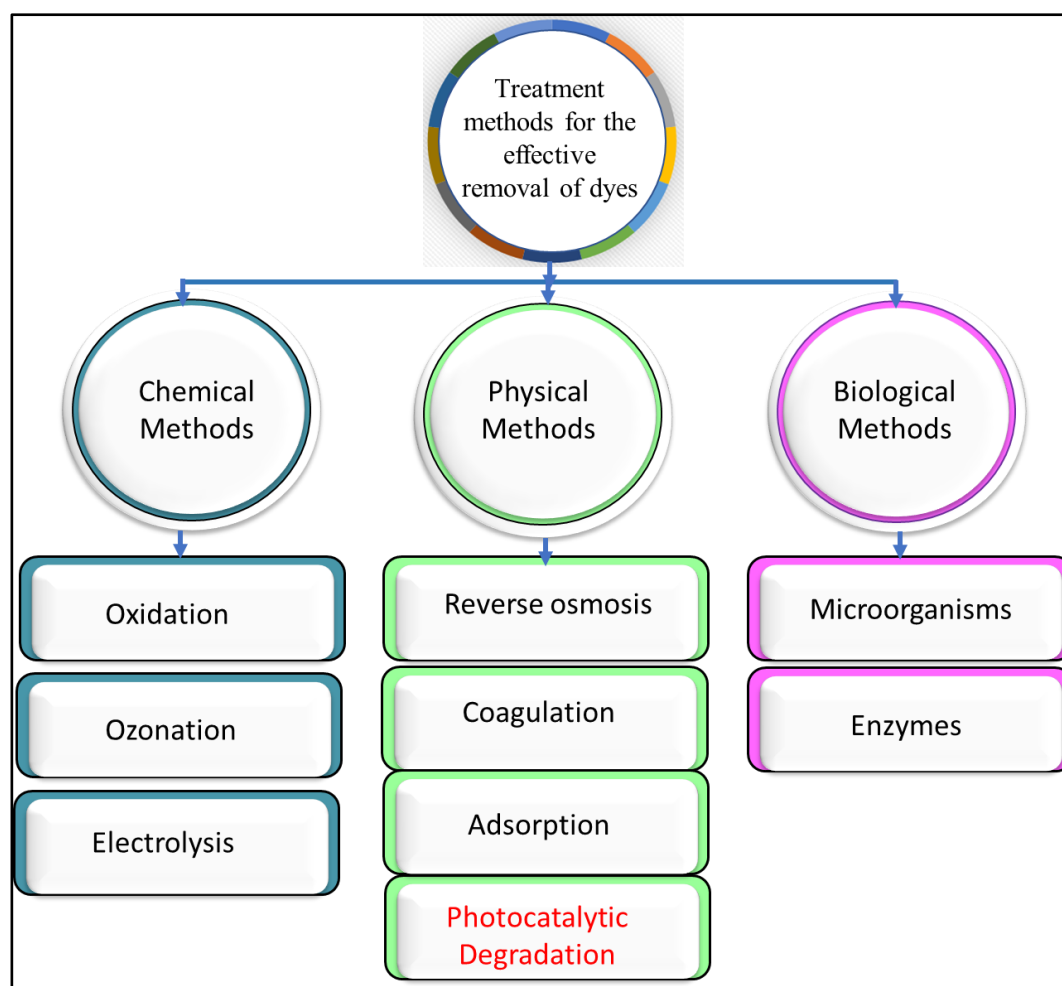 Treatment
methods for the
effective
removal of dyes
Chemical
Methods
Physical
Methods
Biological
Methods
Oxidation
Ozonation
Electrolysis
Reverse osmosis
Coagulation
Adsorption
Photocatalytic
Degradation
Microorganisms
Enzymes